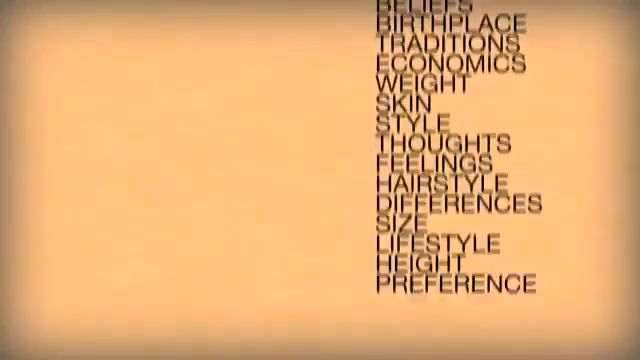 BELIEFS
BIRTHPLACE
TRADITIONS
ECONOMICS
WEIGHT
SKIN
STYLE
THOUGHTS
FEELINGS
HAIRSTYLE
DIFFERENCES
SIZE
LIFESTYLE
HEIGHT
PREFERENCE